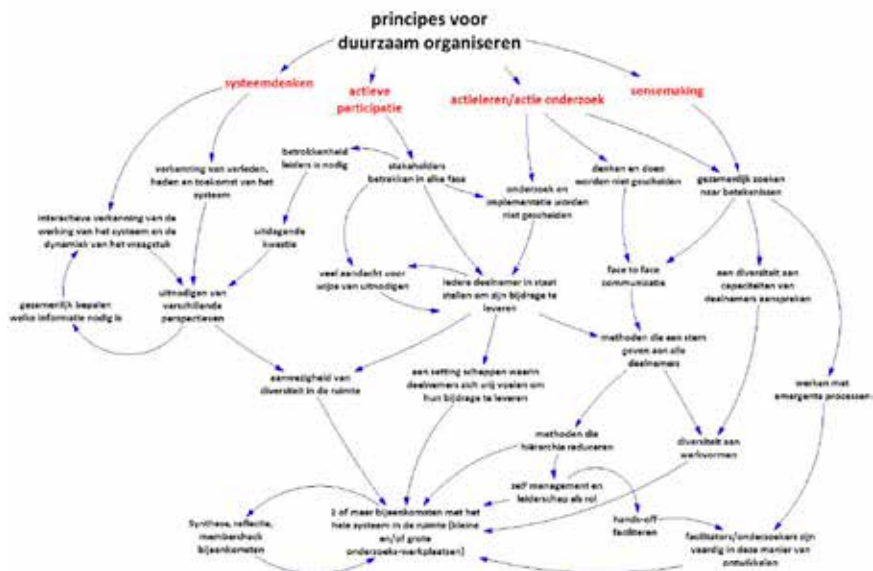 principes voor
duurzaam organiseren
systeemdenken
actieve
participatie
actieleren/actie onderzoek
sensemaking
verkenning van verleden,
heden en toekomst van het
systeem
betrokkenheid
leiders is nodig
stakeholders
betrekken in elke fase
onderzoek en
implementatie worden
niet gescheiden
denken en doen
worden niet gescheiden
gezamenlijk zoeken
naar betekenissen
interactieve verkenning van de
werking van het systeem en de
dynamiek van het vraagstuk
uitdagende
kwestie
veel aandacht voor
wijze van uitnodigen
iedere deelnemer in staat
stellen om zijn bijdrage te
leveren
face to face
communicatie
een diversiteit aan
capaciteiten van
deelnemers aanspreken
gezamenlijk bepalen
welke informatie nodig is
uitnodigen van
verschillende
perspectieven
methoden die een stem
geven aan alle
deelnemers
aanwezigheid van
diversiteit in de ruimte
een setting scheppen waarin
deelnemers zich vrij voelen om
hun bijdrage te leveren
werken met
emergente processen
methoden die
hiërarchie reduceren
diversiteit aan
werkvormen
zelf management en
leiderschap als rol
Synthese, reflectie,
membercheck
bijeenkomsten
2 of meer bijeenkomsten met het
hele systeem in de ruimte (kleine
en/of grote
onderzoeks-werkplaatsen)
hands-off
faciliteren
facilitators/onderzoekers zijn
vaardig in deze manier van
ontwikkelen